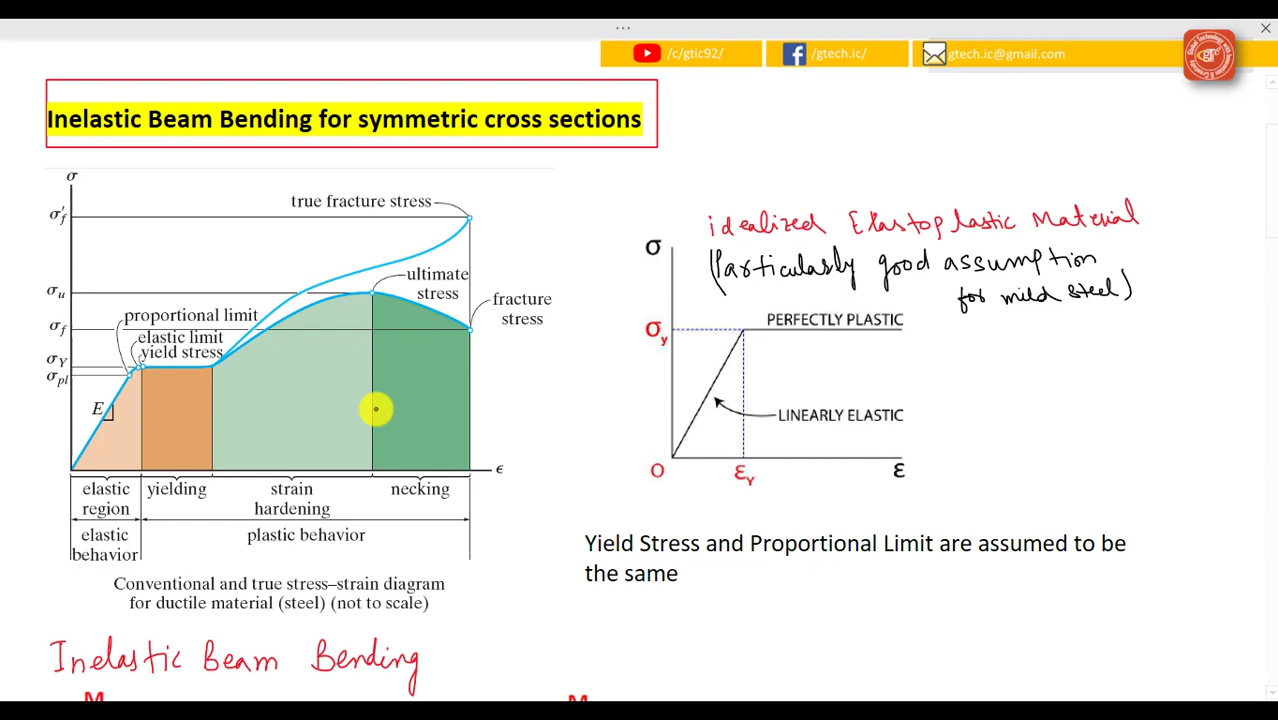 /c/gtic92/
/gtech.ic/
gtech.ic@gmail.com
Inelastic Beam Bending for symmetric cross sections
σ
σ′f
true fracture stress
σu
ultimate
stress
σf
fracture
stress
proportional limit
elastic limit
yield stress
σY
σpl
E
ϵ
elastic
region
yielding
strain
hardening
necking
elastic
behavior
plastic behavior
Conventional and true stress–strain diagram
for ductile material (steel) (not to scale)
idealized Elastoplastic Material
(Particularly good assumption
for mild steel)
σ
σy
PERFECTLY PLASTIC
LINEARLY ELASTIC
O
εY
ε
Yield Stress and Proportional Limit are assumed to be
the same
Inelastic Beam Bending
M
M